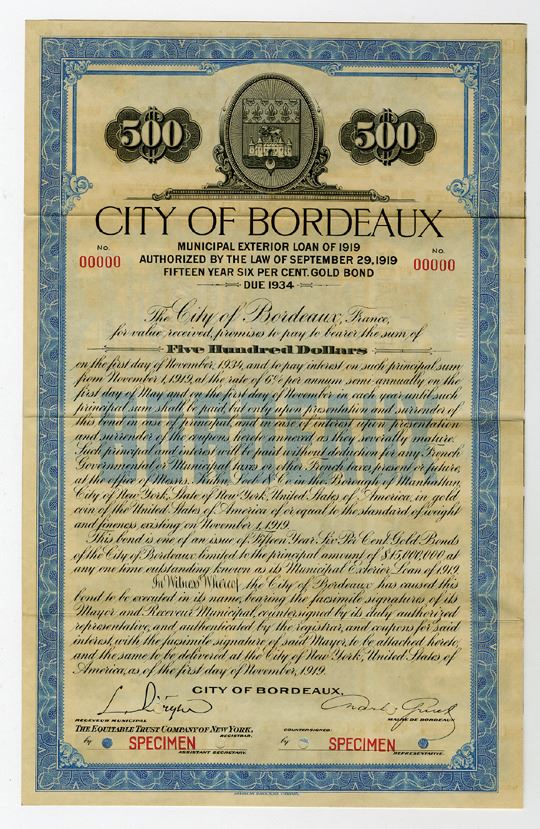 500
500
CITY OF BORDEAUX
MUNICIPAL EXTERIOR LOAN OF 1919
No.
00000
AUTHORIZED BY THE LAW OF SEPTEMBER 29, 1919
No.
00000
FIFTEEN YEAR SIX PER CENT. GOLD BOND
DUE 1934
The City of Bordeaux, France,
for value received, promises to pay to bearer the sum of
Five Hundred Dollars
on the first day of November, 1934, and to pay interest on such principal sum
from November 1, 1919, at the rate of 6% per annum semi-annually on the
first day of May and on the first day of November in each year until such
principal sum shall be paid but only upon presentation and surrender of
this bond in case of principal and in case of interest upon presentation
and surrender of the coupons hereto annexed as they severally mature.
Such principal and interest will be paid without deduction for any French
Governmental or Municipal taxes or other French taxes present or future,
at the office of Messrs. Kuhn, Loeb & Co. in the Borough of Manhattan,
City of New York, State of New York, United States of America, in gold
coin of the United States of America of or equal to the standard of weight
and fineness existing on November 1, 1919.
This bond is one of an issue of Fifteen Year Six Per Cent. Gold Bonds
of the City of Bordeaux limited to the principal amount of $15,000,000 at
any one time outstanding known as its Municipal Exterior Loan of 1919.
In Witness Whereof, the City of Bordeaux has caused this
bond to be executed in its name, bearing the facsimile signatures of its
Mayor and Receveur Municipal, countersigned by its duly authorized
representative, and authenticated by the registrar, and coupons for said
interest, with the facsimile signature of said Mayor, to be attached hereto,
and the same to be delivered at the City of New York, United States of
America, as of the first day of November, 1919.
CITY OF BORDEAUX,
RECEVEUR MUNICIPAL
MAIRE DE BORDEAUX
THE EQUITABLE TRUST COMPANY OF NEW YORK,
REGISTRAR,
COUNTERSIGNED:
by SPECIMEN
ASSISTANT SECRETARY.
by SPECIMEN
REPRESENTATIVE.
AMERICAN BANK NOTE COMPANY.